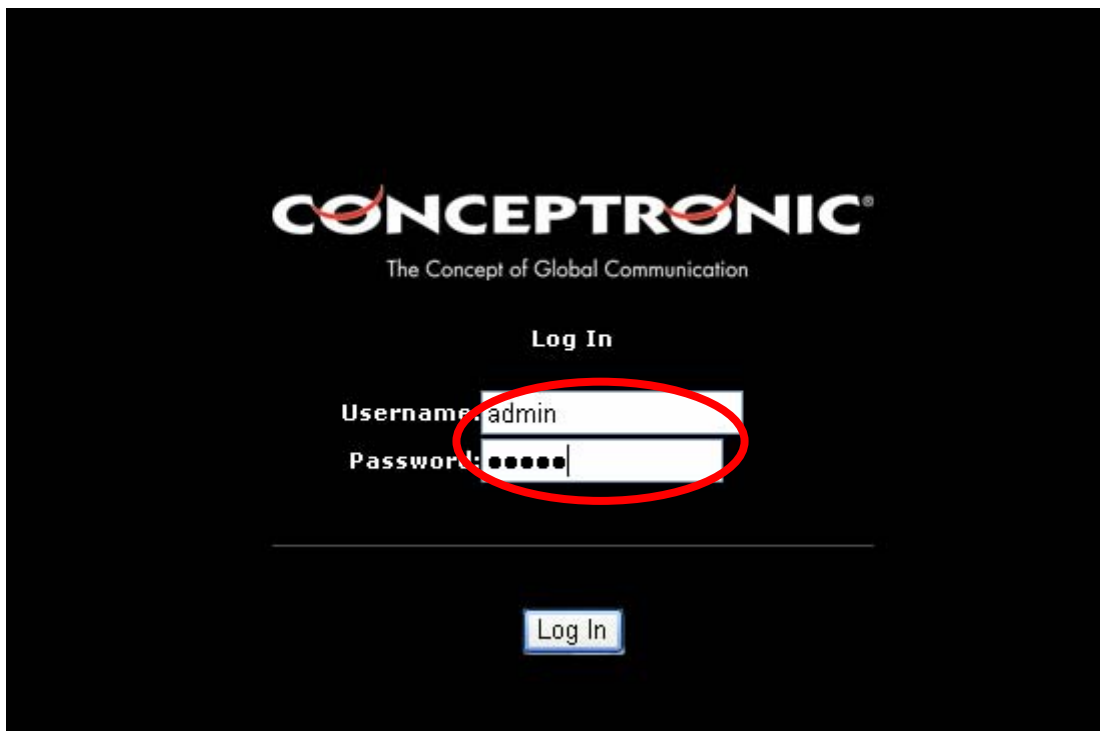 CONCEPTRONIC®
The Concept of Global Communication
Log In
Username: admin
Password: •••••
Log In